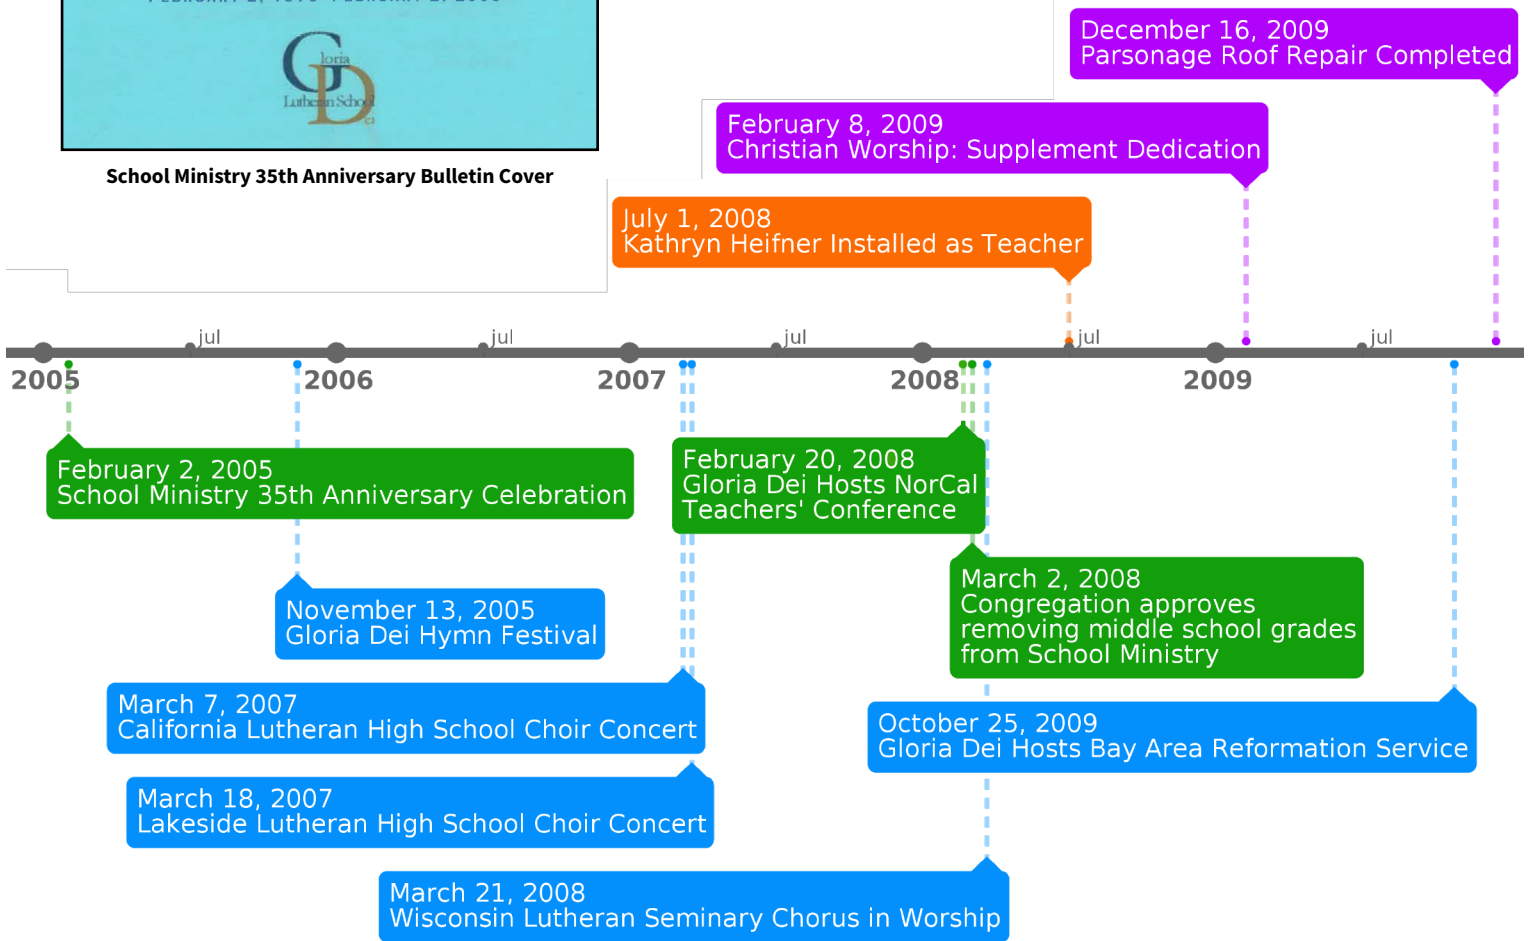 Gloria
Lutheran School
Dei
School Ministry 35th Anniversary Bulletin Cover
December 16, 2009
Parsonage Roof Repair Completed
February 8, 2009
Christian Worship: Supplement Dedication
July 1, 2008
Kathryn Heifner Installed as Teacher
jul
jul
jul
jul
jul
2005
2006
2007
2008
2009
February 2, 2005
School Ministry 35th Anniversary Celebration
February 20, 2008
Gloria Dei Hosts NorCal
Teachers' Conference
November 13, 2005
Gloria Dei Hymn Festival
March 2, 2008
Congregation approves
removing middle school grades
from School Ministry
March 7, 2007
California Lutheran High School Choir Concert
October 25, 2009
Gloria Dei Hosts Bay Area Reformation Service
March 18, 2007
Lakeside Lutheran High School Choir Concert
March 21, 2008
Wisconsin Lutheran Seminary Chorus in Worship